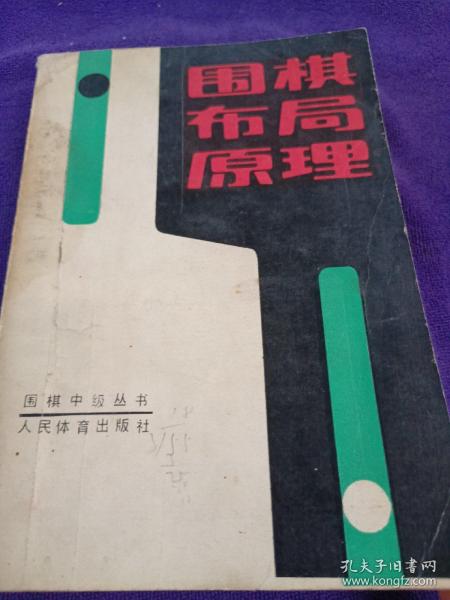 围棋
布局
原理
围棋中级丛书
人民体育出版社
孔夫子旧书网
www.kongfz.com